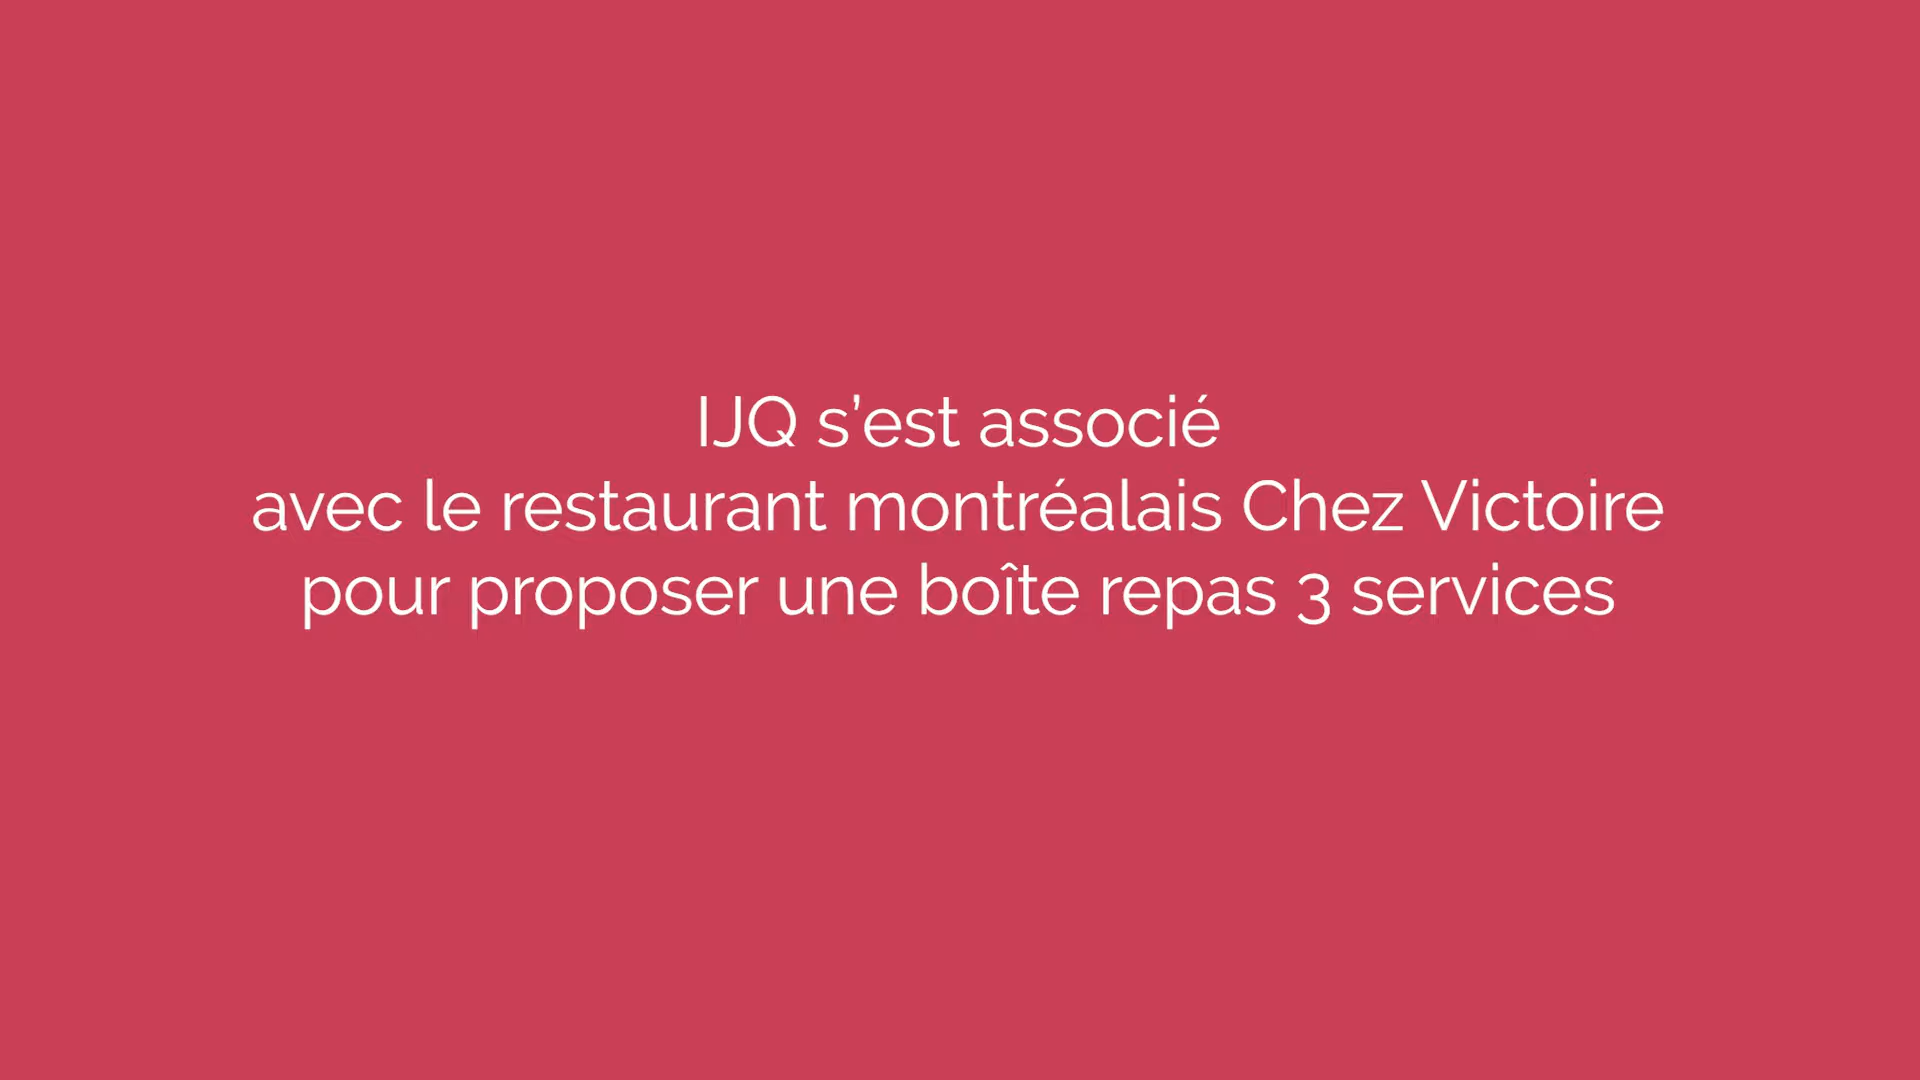 IJQ s’est associé
avec le restaurant montréalais Chez Victoire
pour proposer une boîte repas 3 services